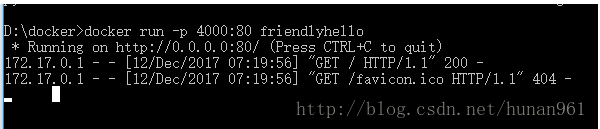 D:\docker>docker run -p 4000:80 friendlyhello
 * Running on http://0.0.0.0:80/ (Press CTRL+C to quit)
172.17.0.1 - - [12/Dec/2017 07:19:56] "GET / HTTP/1.1" 200 -
172.17.0.1 - - [12/Dec/2017 07:19:56] "GET /favicon.ico HTTP/1.1" 404 -
http://blog.csdn.net/hunan961